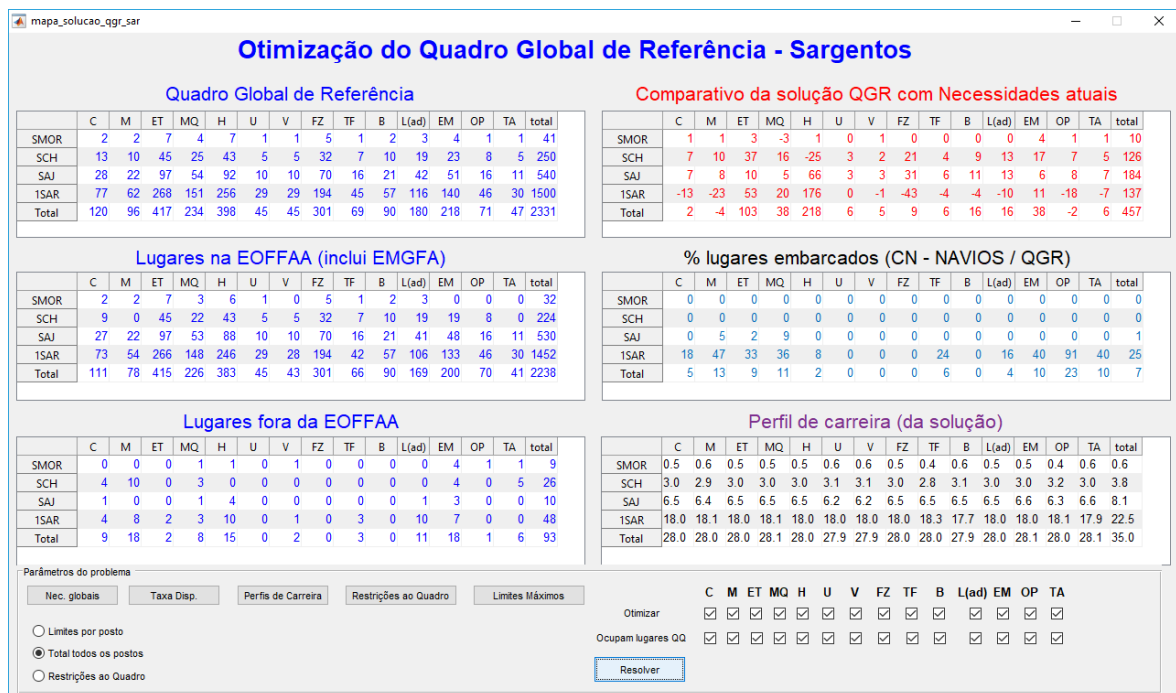 mapa_solucao_qgr_sar
Otimização do Quadro Global de Referência - Sargentos
Quadro Global de Referência
C M ET MQ H U V FZ TF B L(ad) EM OP TA total
SMOR 2 2 7 4 7 1 1 5 1 2 3 4 1 1 41
SCH 13 10 45 25 43 5 5 32 7 10 19 23 8 5 250
SAJ 28 22 97 54 92 10 10 70 16 21 42 51 16 11 540
1SAR 77 62 268 151 256 29 29 194 45 57 116 140 46 30 1500
Total 120 96 417 234 398 45 45 301 69 90 180 218 71 47 2331
Comparativo da solução QGR com Necessidades atuais
C M ET MQ H U V FZ TF B L(ad) EM OP TA total
SMOR 1 1 3 -3 1 0 1 0 0 0 0 4 1 1 10
SCH 7 10 37 16 -25 3 2 21 4 9 13 17 7 5 126
SAJ 7 8 10 5 66 3 3 31 6 11 13 6 8 7 184
1SAR -13 -23 53 20 176 0 -1 -43 -4 -4 -10 11 -18 -7 137
Total 2 -4 103 38 218 6 5 9 6 16 16 38 -2 6 457
Lugares na EOFFAA (inclui EMGFA)
C M ET MQ H U V FZ TF B L(ad) EM OP TA total
SMOR 2 2 7 3 6 1 0 5 1 2 3 0 0 0 32
SCH 9 0 45 22 43 5 5 32 7 10 19 19 8 0 224
SAJ 27 22 97 53 88 10 10 70 16 21 41 48 16 11 530
1SAR 73 54 266 148 246 29 28 194 42 57 106 133 46 30 1452
Total 111 78 415 226 383 45 43 301 66 90 169 200 70 41 2238
% lugares embarcados (CN - NAVIOS / QGR)
C M ET MQ H U V FZ TF B L(ad) EM OP TA total
SMOR 0 0 0 0 0 0 0 0 0 0 0 0 0 0 0
SCH 0 0 0 0 0 0 0 0 0 0 0 0 0 0 0
SAJ 0 5 2 9 0 0 0 0 0 0 0 0 0 0 1
1SAR 18 47 33 36 8 0 0 0 24 0 16 40 91 40 25
Total 5 13 9 11 2 0 0 0 6 0 4 10 23 10 7
Lugares fora da EOFFAA
C M ET MQ H U V FZ TF B L(ad) EM OP TA total
SMOR 0 0 0 1 1 0 1 0 0 0 0 4 1 1 9
SCH 4 10 0 3 0 0 0 0 0 0 0 4 0 5 26
SAJ 1 0 0 1 4 0 0 0 0 0 1 3 0 0 10
1SAR 4 8 2 3 10 0 1 0 3 0 10 7 0 0 48
Total 9 18 2 8 15 0 2 0 3 0 11 18 1 6 93
Perfil de carreira (da solução)
C M ET MQ H U V FZ TF B L(ad) EM OP TA total
SMOR 0.5 0.6 0.5 0.5 0.5 0.6 0.6 0.5 0.4 0.6 0.5 0.5 0.4 0.6 0.6
SCH 3.0 2.9 3.0 3.0 3.0 3.1 3.1 3.0 2.8 3.1 3.0 3.0 3.2 3.0 3.8
SAJ 6.5 6.4 6.5 6.5 6.5 6.2 6.2 6.5 6.5 6.5 6.5 6.6 6.3 6.6 8.1
1SAR 18.0 18.1 18.0 18.1 18.0 18.0 18.0 18.0 18.3 17.7 18.0 18.0 18.1 17.9 22.5
Total 28.0 28.0 28.0 28.1 28.0 27.9 27.9 28.0 28.0 27.9 28.0 28.1 28.0 28.1 35.0
Parâmetros do problema
Nec. globais Taxa Disp. Perfis de Carreira Restrições ao Quadro Limites Máximos
Limites por posto
Total todos os postos
Restrições ao Quadro
C M ET MQ H U V FZ TF B L(ad) EM OP TA
Otimizar
Ocupam lugares QQ
Resolver